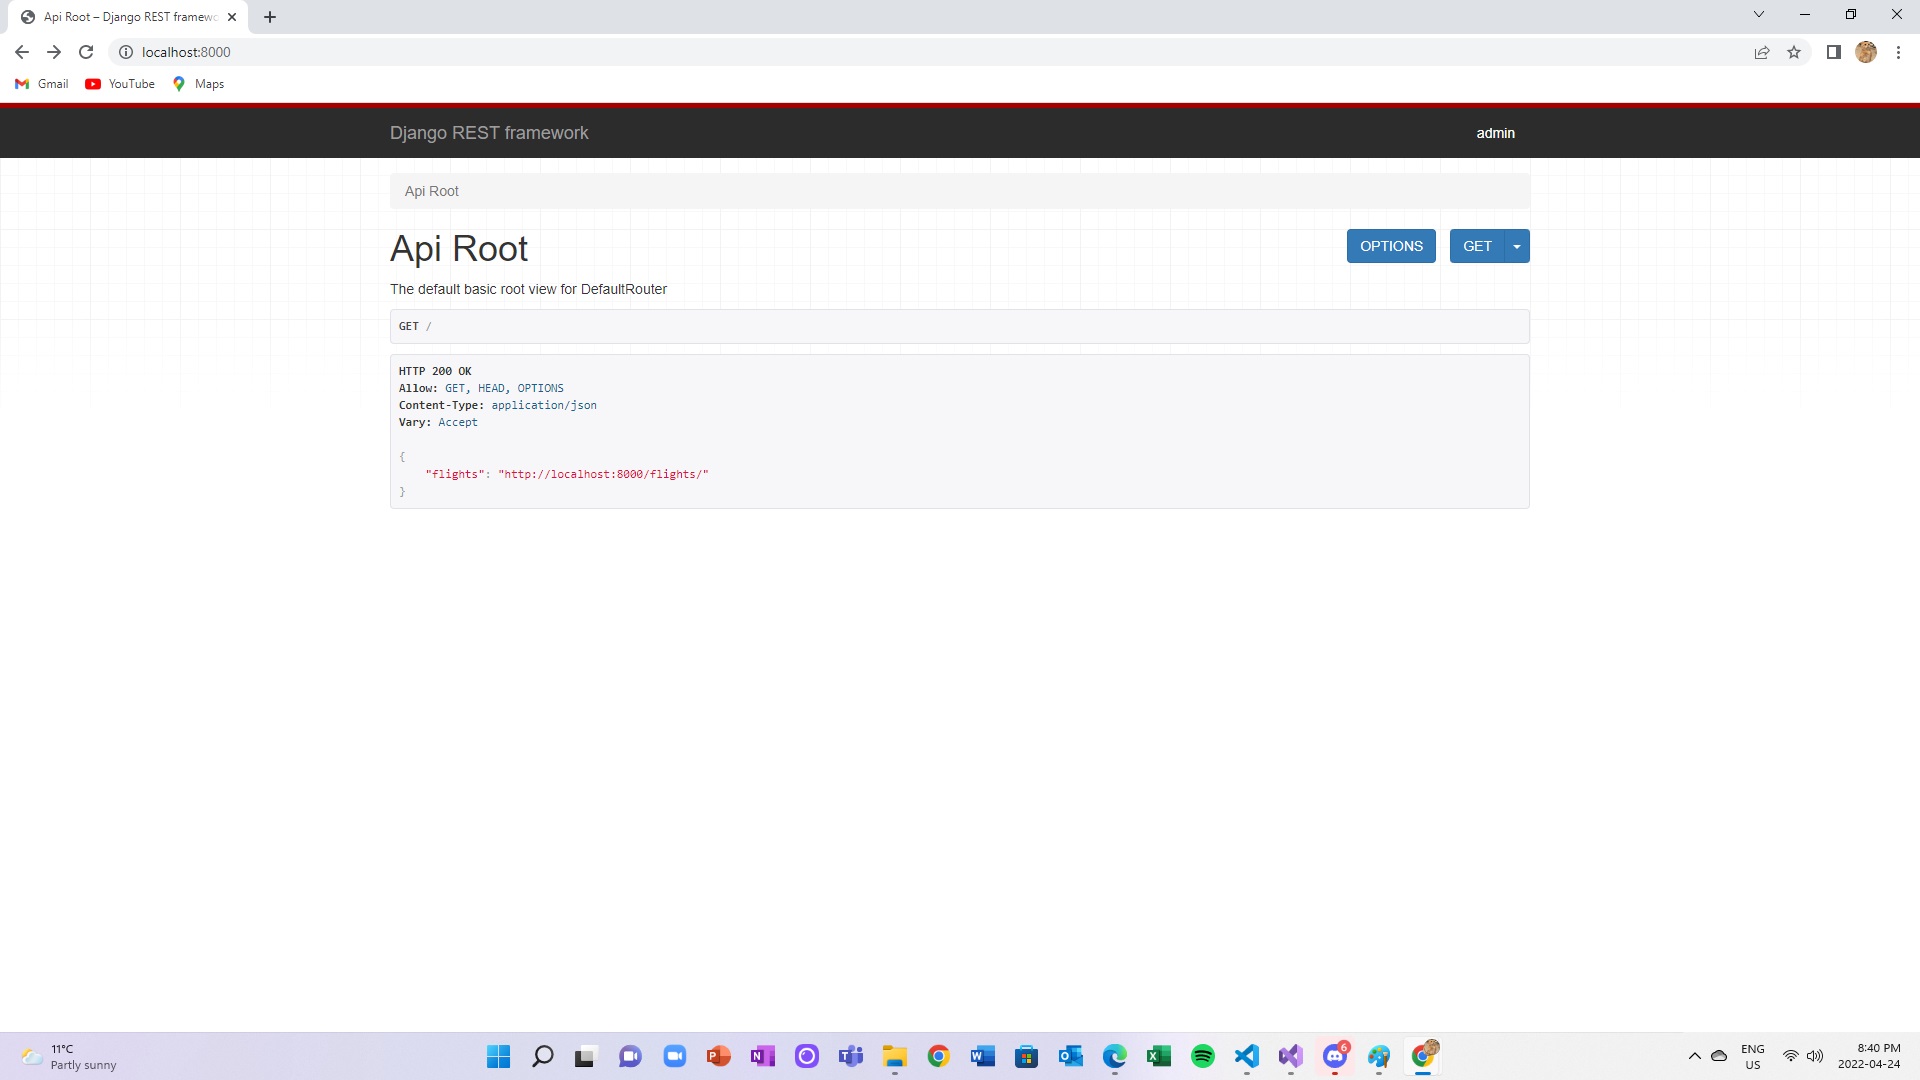 Api Root – Django REST framewo
localhost:8000
Gmail
YouTube
Maps
Django REST framework
admin
Api Root
Api Root
OPTIONS
GET
The default basic root view for DefaultRouter
GET /
HTTP 200 OK
Allow: GET, HEAD, OPTIONS
Content-Type: application/json
Vary: Accept
{
    "flights": "http://localhost:8000/flights/"
}
11°C
Partly sunny
6
ENG
US
8:40 PM
2022-04-24